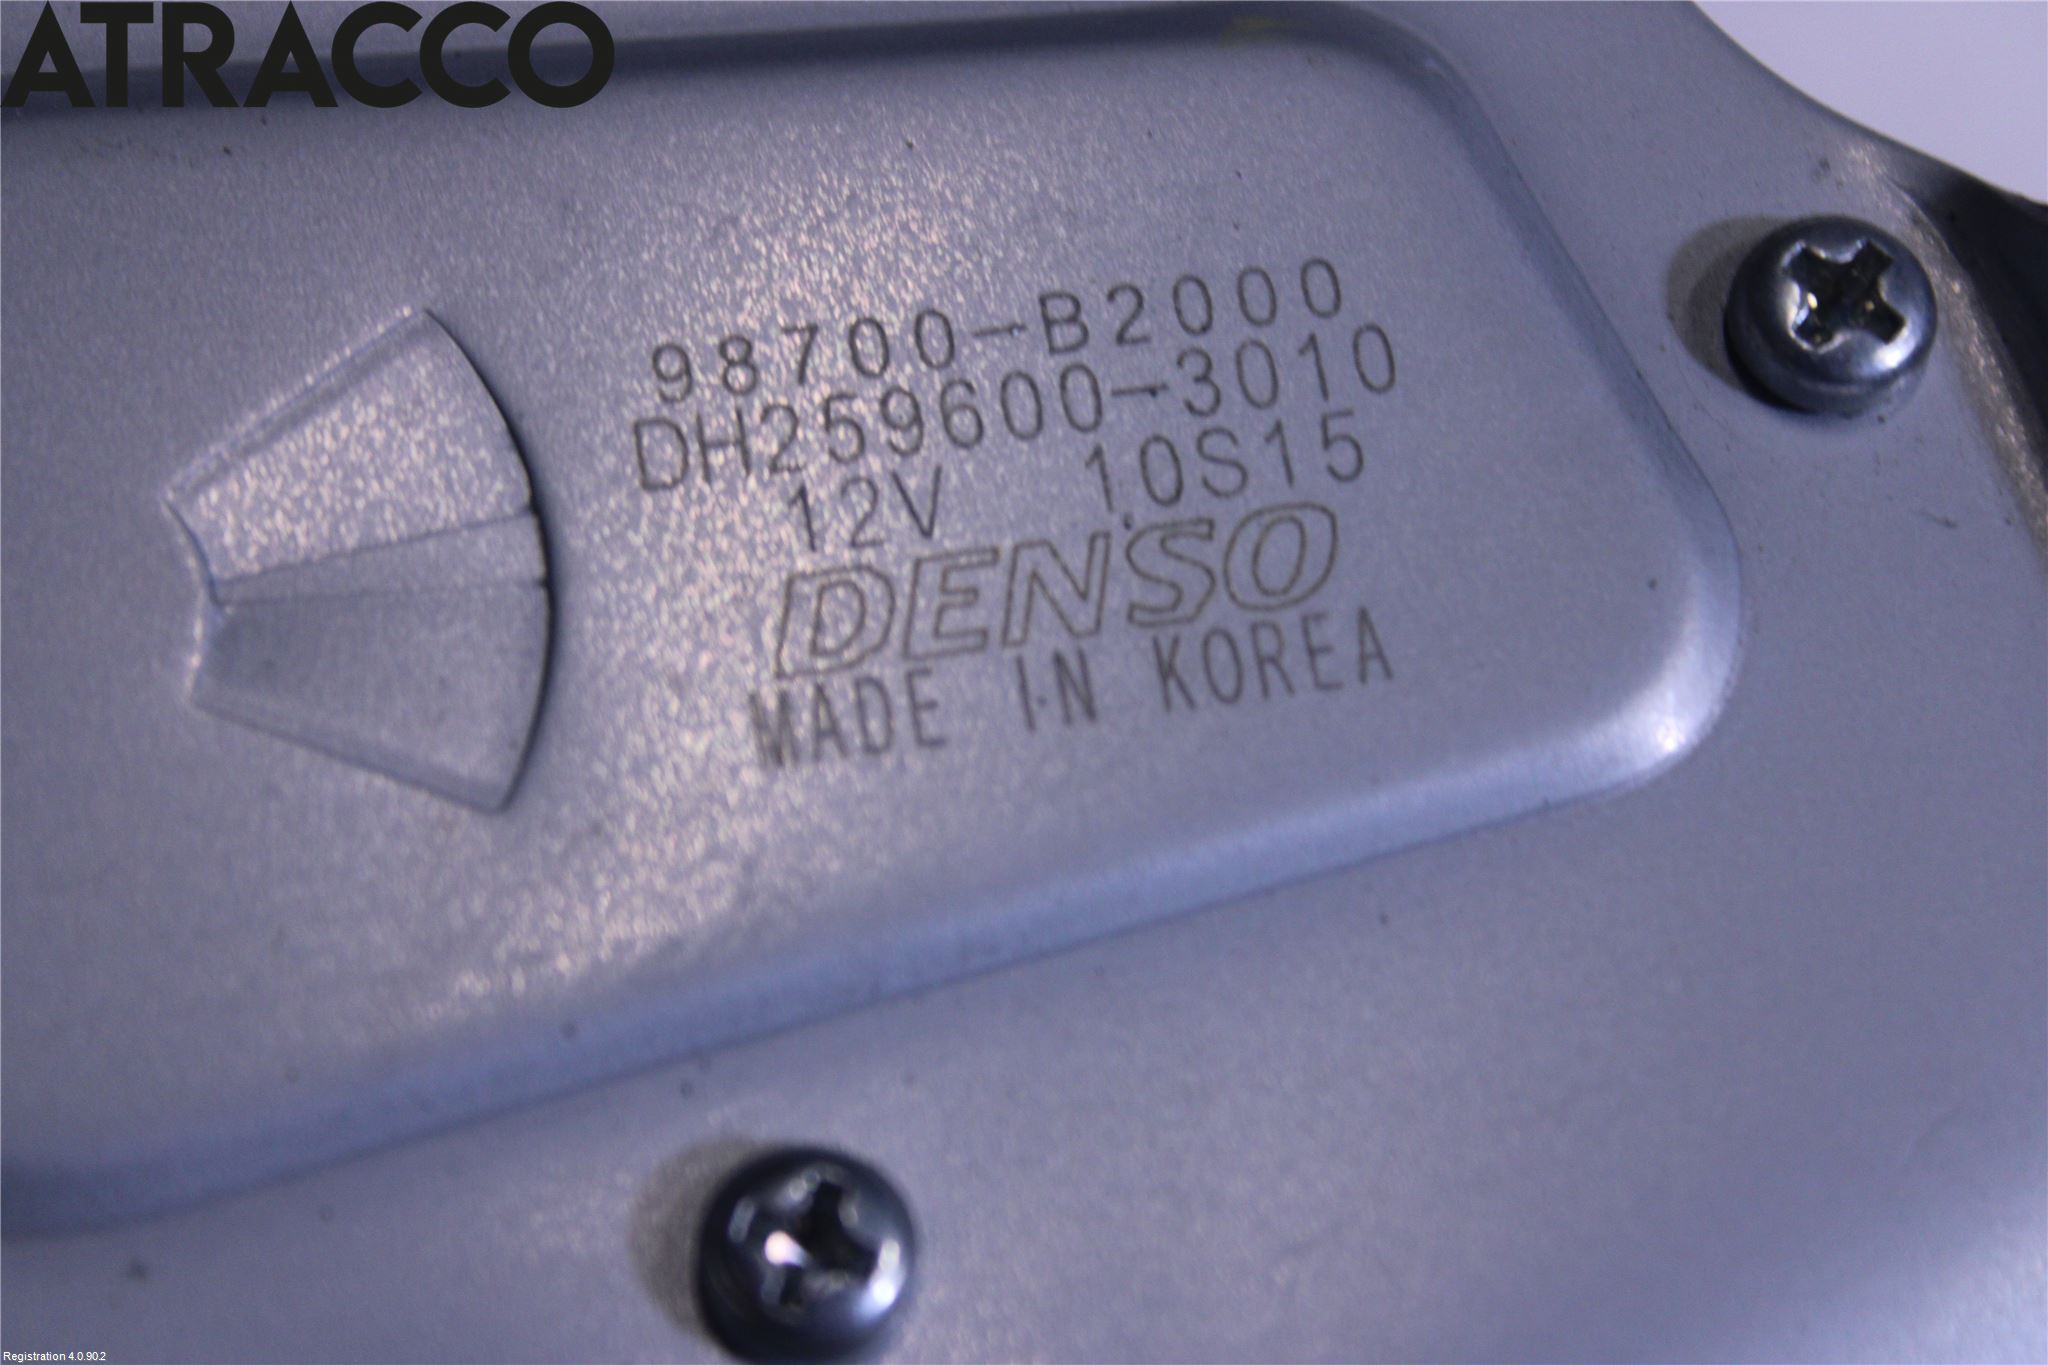 ATRACCO
98700-B2000
DH259600-3010
12V 10S15
DENSO
MADE IN KOREA
Registration 4.0.90.2